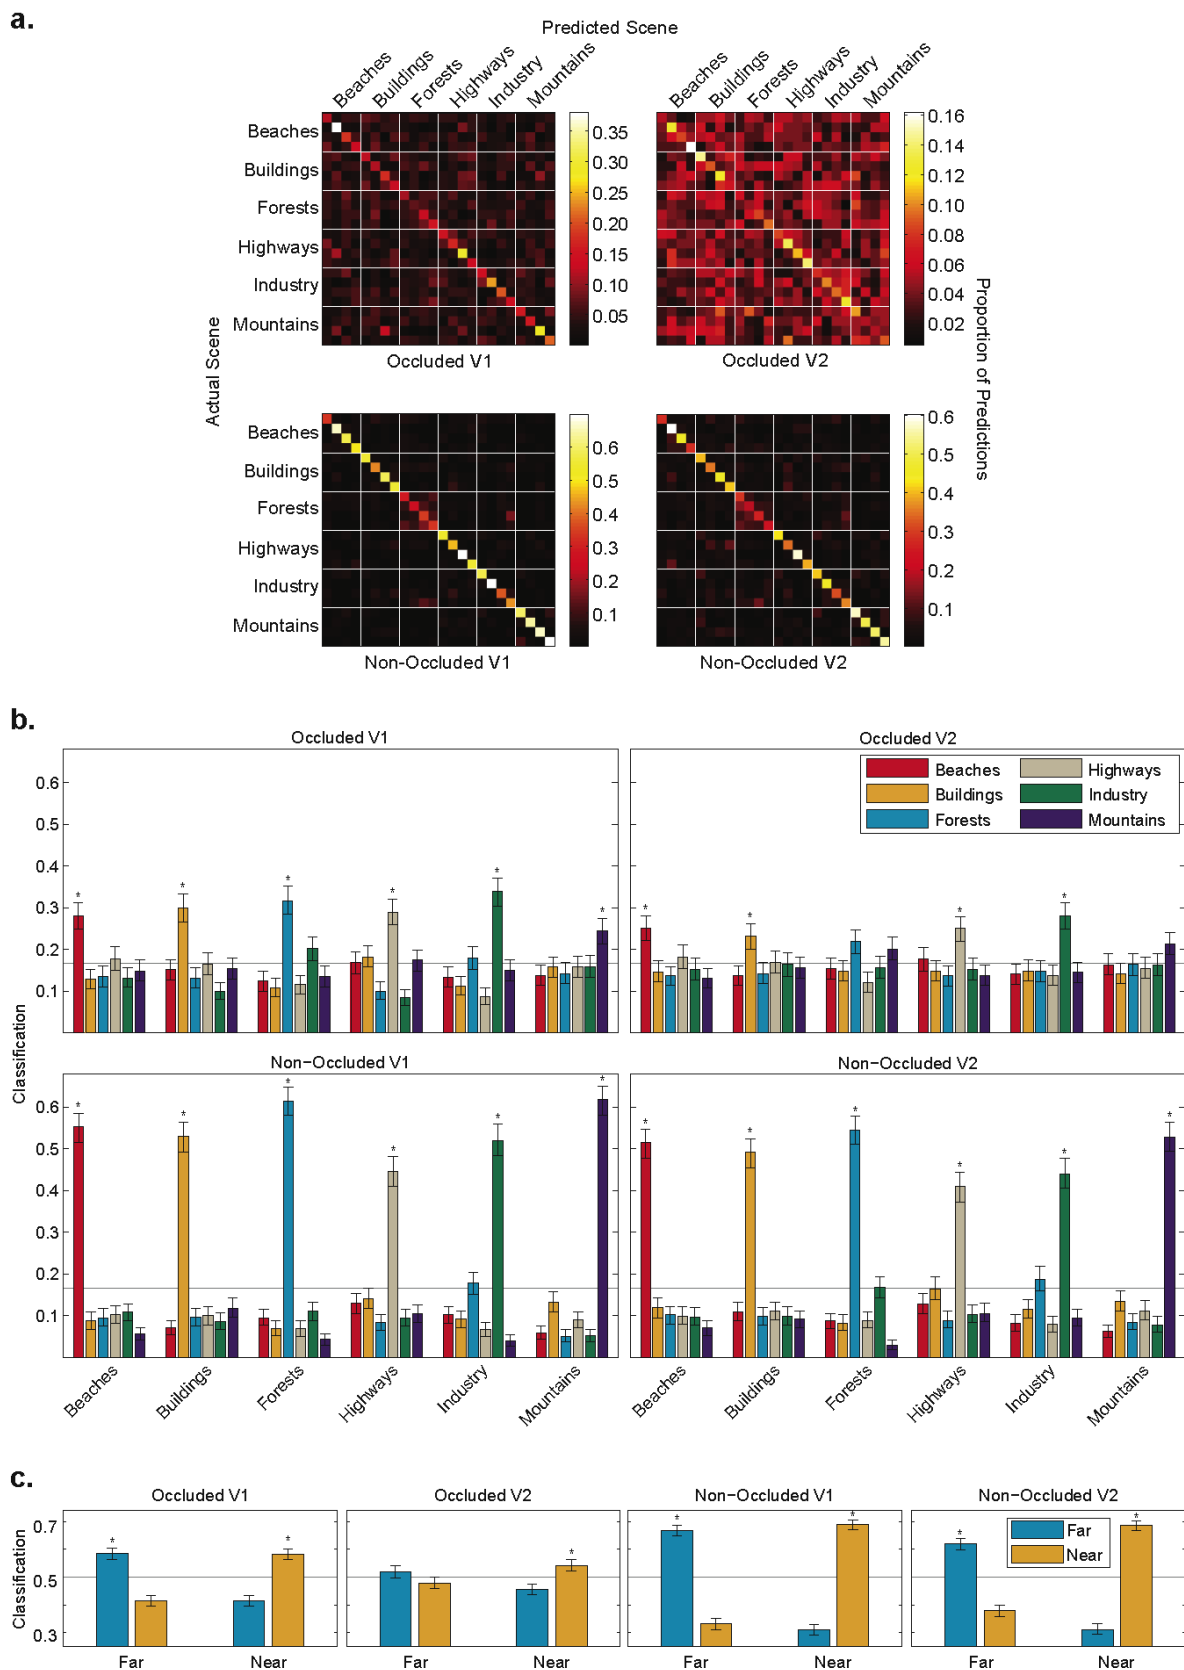 a.
Predicted Scene
Beaches Buildings Forests Highways Industry Mountains
Beaches Buildings Forests Highways Industry Mountains
Actual Scene
Beaches
Buildings
Forests
Highways
Industry
Mountains
0.35
0.30
0.25
0.20
0.15
0.10
0.05
Occluded V1
0.16
0.14
0.12
0.10
0.08
0.06
0.04
0.02
Occluded V2
Proportion of Predictions
Beaches
Buildings
Forests
Highways
Industry
Mountains
0.6
0.5
0.4
0.3
0.2
0.1
Non-Occluded V1
0.6
0.5
0.4
0.3
0.2
0.1
Non-Occluded V2
b.
Classification
Occluded V1
0.6
0.5
0.4
0.3
0.2
0.1
* * * * * *
Occluded V2
Beaches Highways
Buildings Industry
Forests Mountains
* * * *
Non-Occluded V1
0.6
0.5
0.4
0.3
0.2
0.1
* * * * * *
Beaches Buildings Forests Highways Industry Mountains
Non-Occluded V2
* * * * * *
Beaches Buildings Forests Highways Industry Mountains
c.
Classification
Occluded V1
0.7
0.5
0.3
* *
Far Near
Occluded V2
*
Far Near
Non-Occluded V1
* *
Far Near
Non-Occluded V2
Far
Near
* *
Far Near